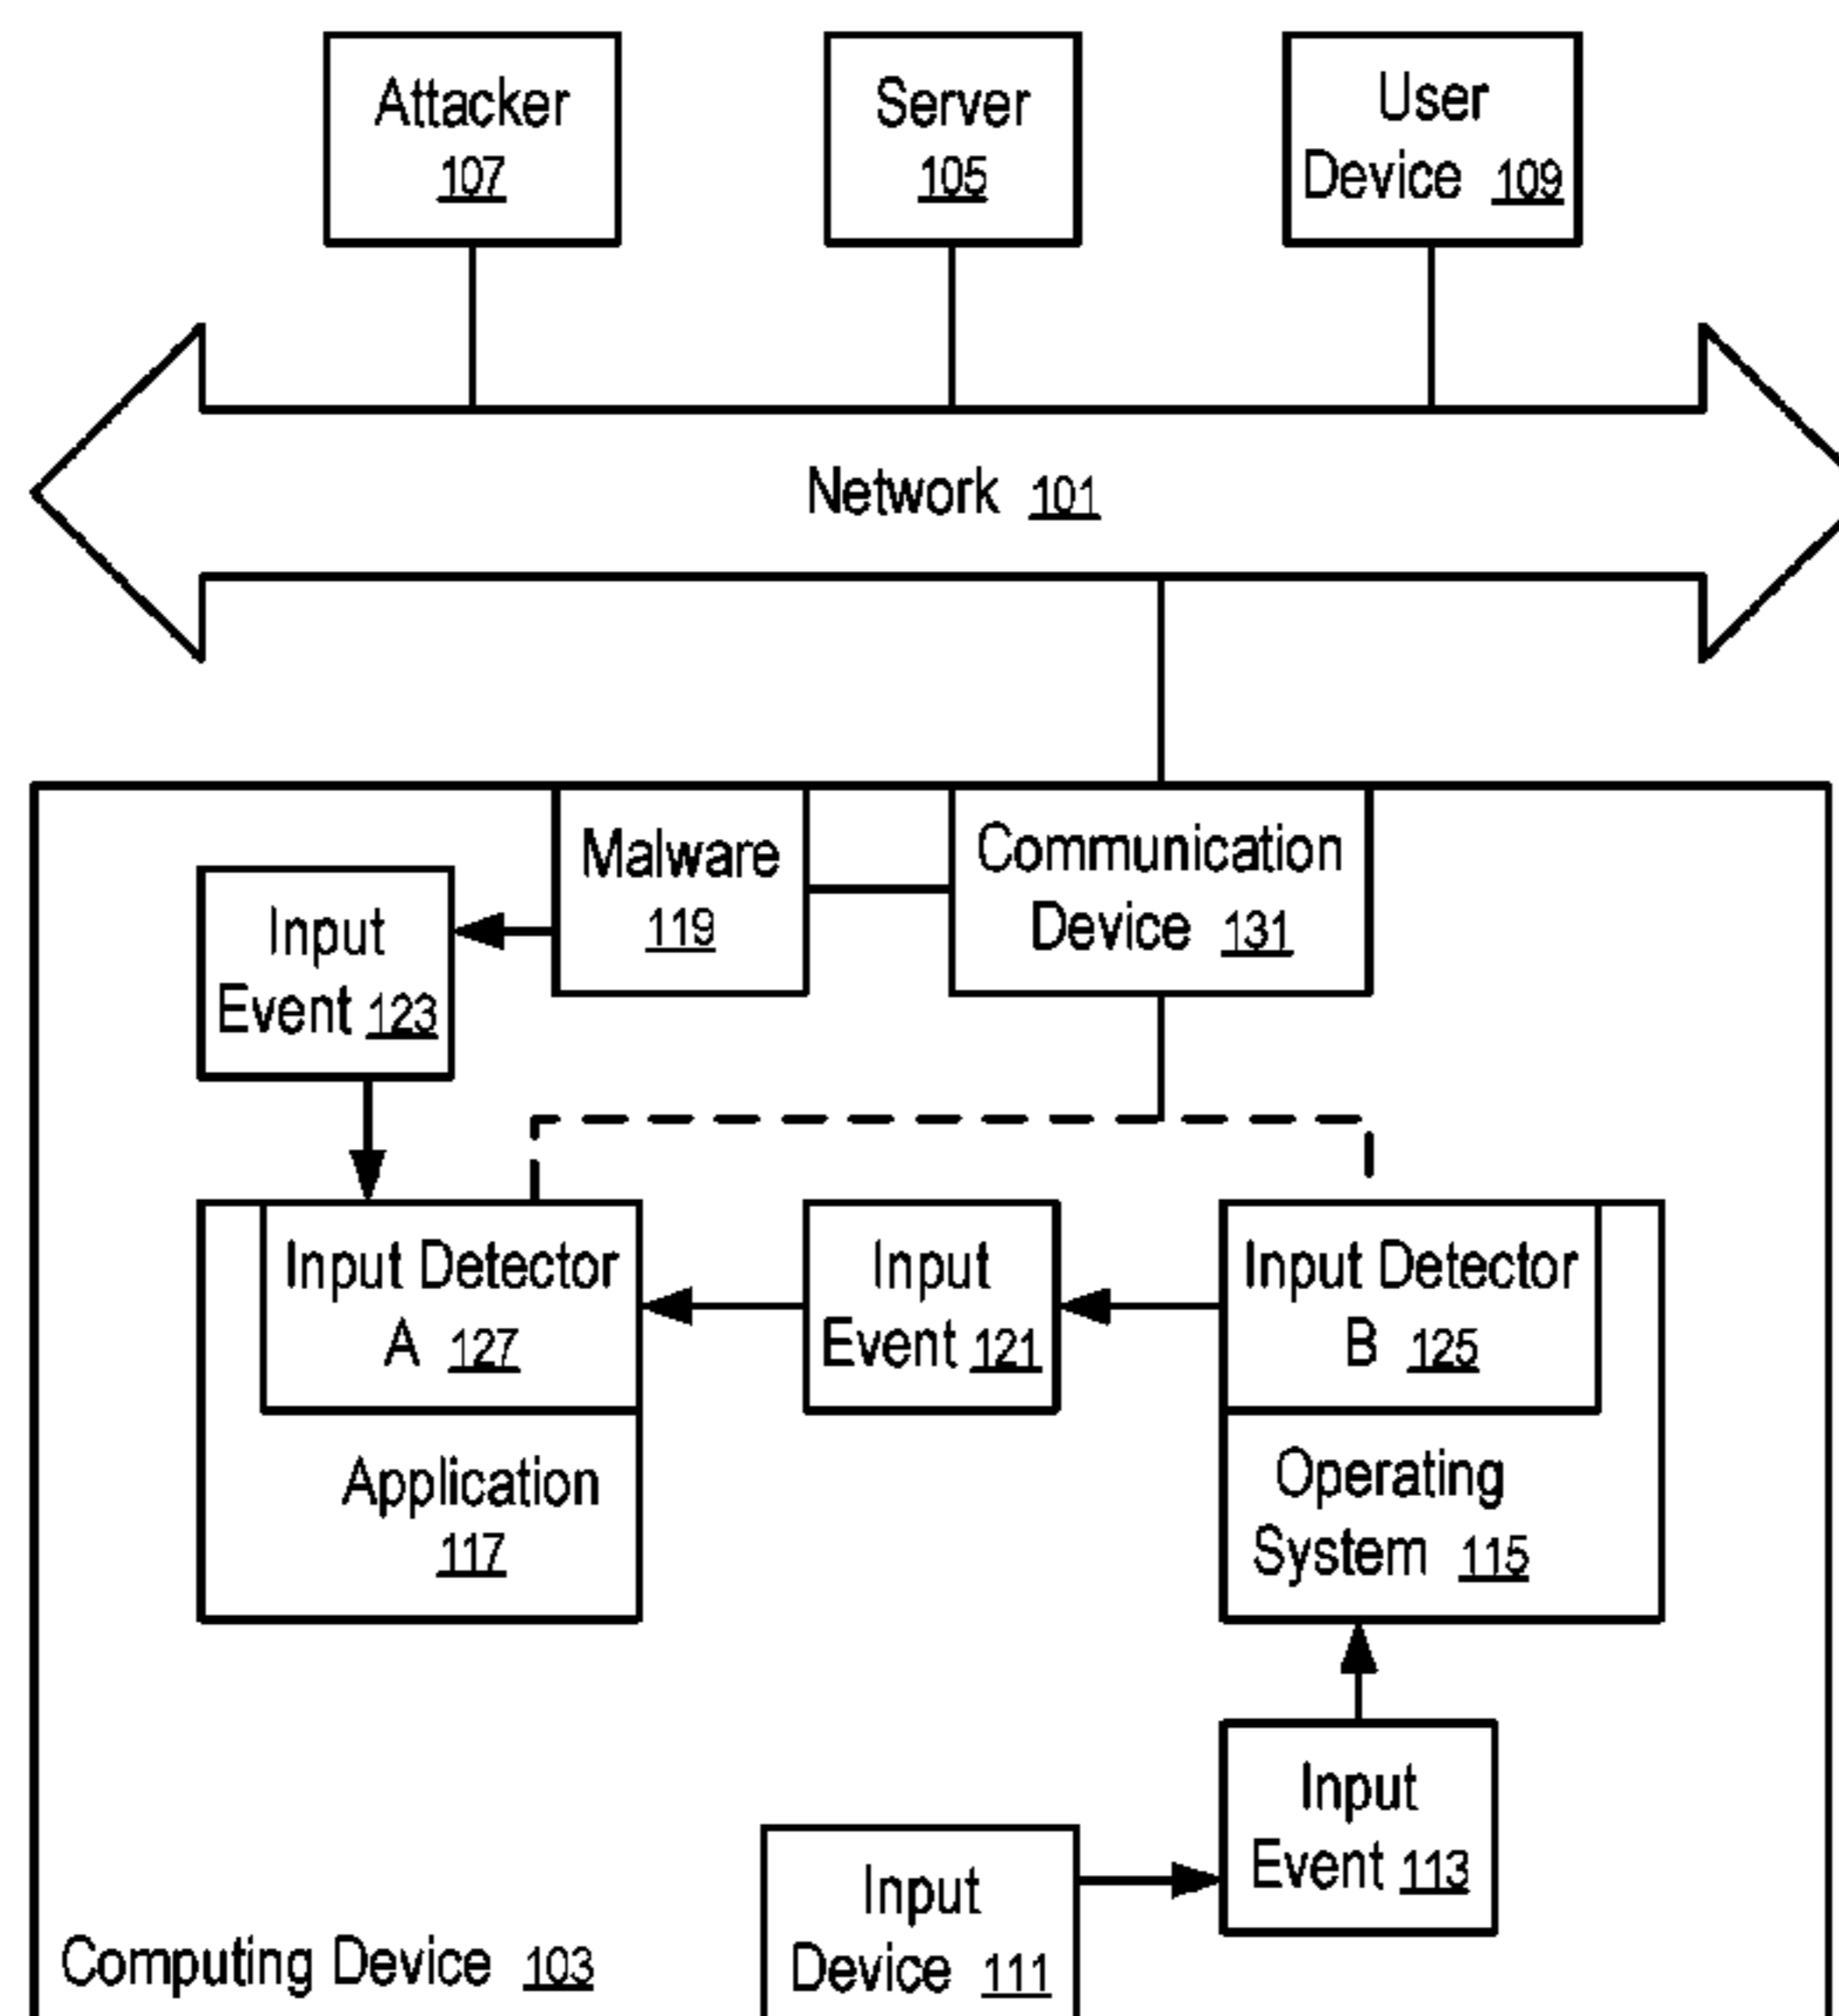 Attacker
107
Server
105
User
Device 109
Network 101
Malware
119
Communication
Device 131
Input
Event 123
Input Detector
A 127
Application
117
Input
Event 121
Input Detector
B 125
Operating
System 115
Input
Event 113
Input
Device 111
Computing Device 103